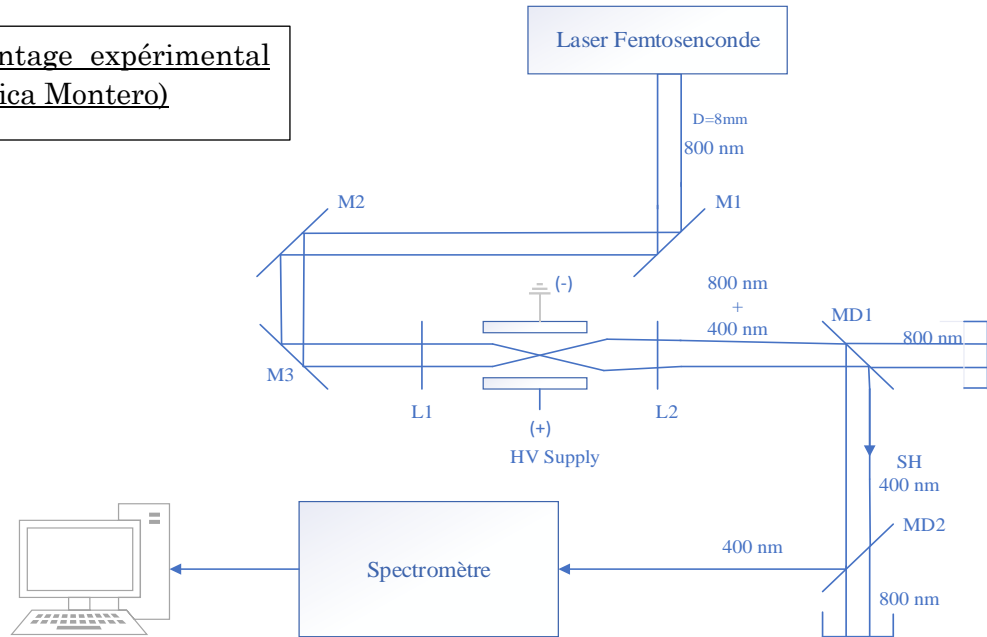 ntage expérimental
ica Montero)
Laser Femtosenconde
D=8mm
800 nm
M2
M1
(-)
800 nm
+
400 nm
MD1
800 nm
M3
L1
L2
(+)
HV Supply
SH
400 nm
MD2
400 nm
Spectromètre
800 nm